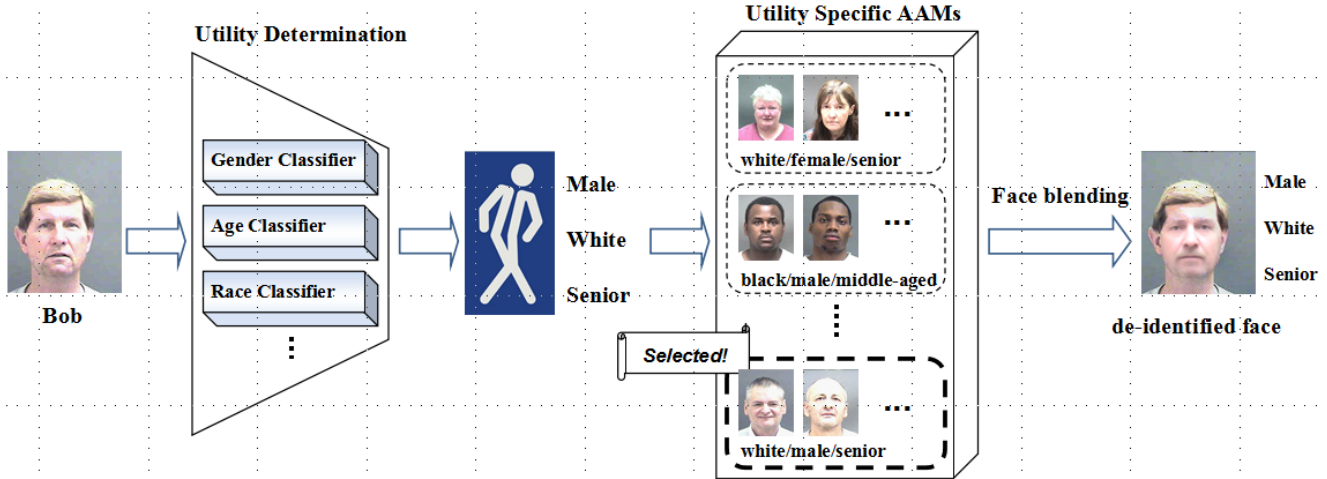 Utility Determination
Utility Specific AAMs
Gender Classifier
Age Classifier
Race Classifier
Bob
Male
White
Senior
white/female/senior
black/male/middle-aged
Selected!
white/male/senior
Face blending
Male
White
Senior
de-identified face